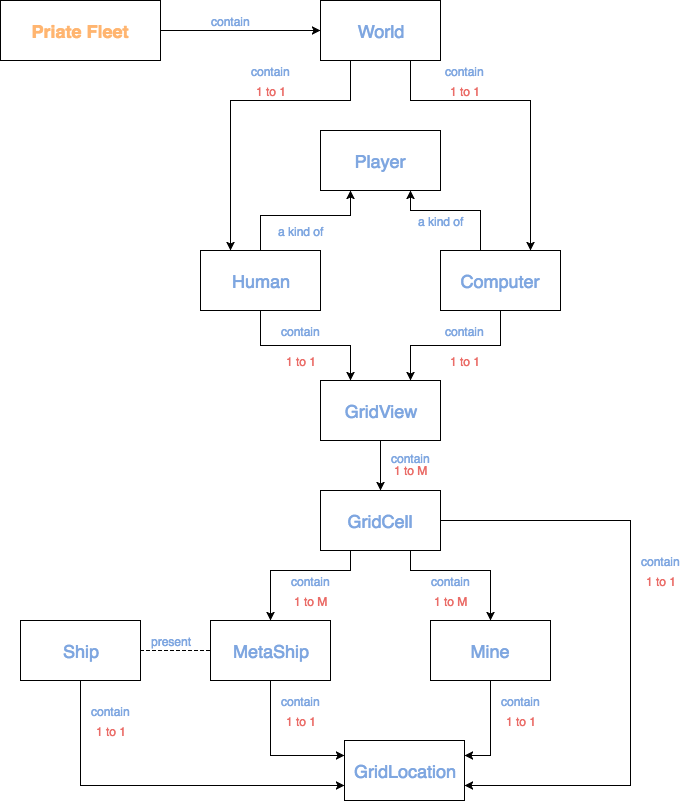 Priate Fleet
contain
World
contain
contain
1 to 1
1 to 1
Player
a kind of
a kind of
Human
Computer
contain
contain
1 to 1
1 to 1
GridView
contain
1 to M
GridCell
contain
1 to 1
contain
contain
1 to M
1 to M
Ship
present
MetaShip
Mine
contain
contain
contain
1 to 1
1 to 1
1 to 1
GridLocation